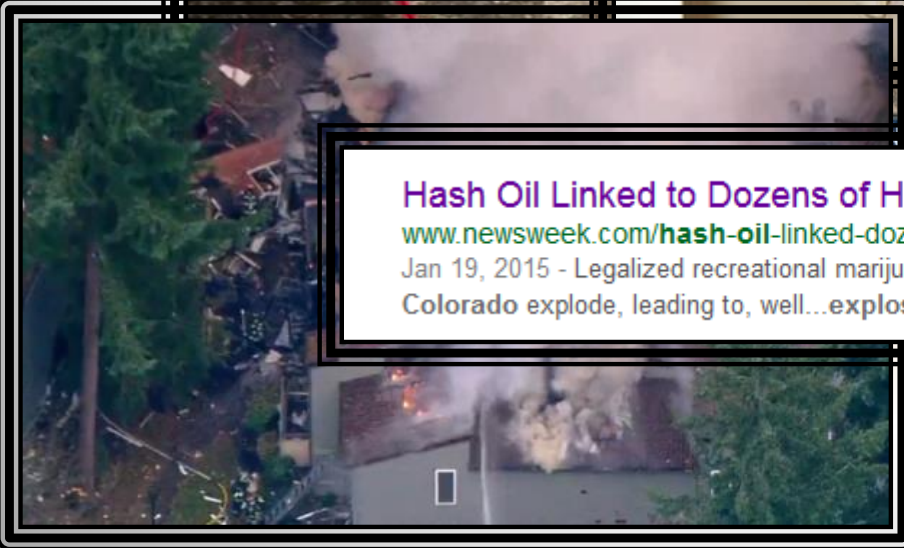 Hash Oil Linked to Dozens of H
www.newsweek.com/hash-oil-linked-doz
Jan 19, 2015 - Legalized recreational mariju
Colorado explode, leading to, well...explos